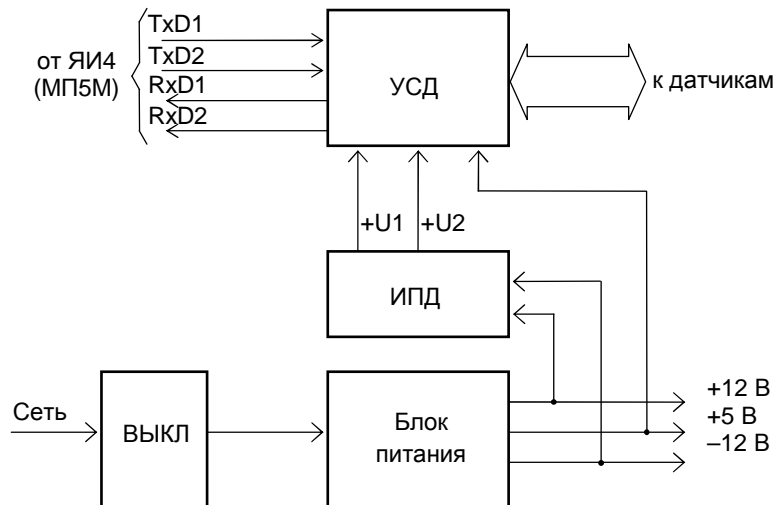 TxD1
TxD2
RxD1
RxD2
от ЯИ4
(МП5М)
УСД
к датчикам
+U1
+U2
ИПД
Сеть
ВЫКЛ
Блок
питания
+12 В
+5 В
–12 В